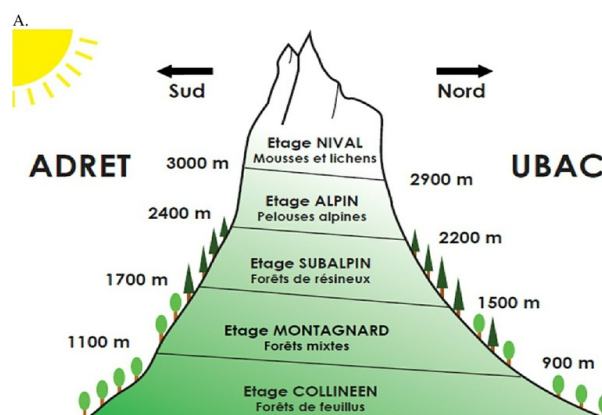 A.
Sud
Nord
ADRET
UBAC
Etage NIVAL
Mousses et lichens
3000 m
2900 m
Etage ALPIN
Pelouses alpines
2400 m
2200 m
Etage SUBALPIN
Forêts de résineux
1700 m
1500 m
Etage MONTAGNARD
Forêts mixtes
1100 m
900 m
Etage COLLINEEN
Forêts de feuillus